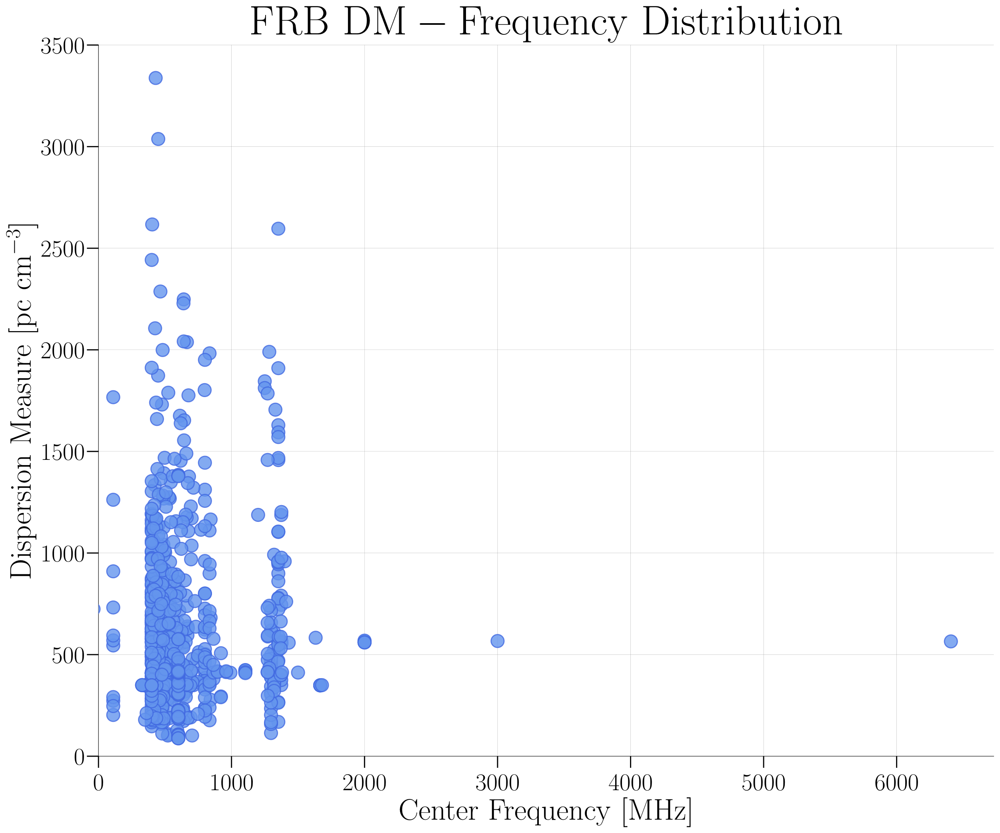 FRB DM — Frequency Distribution
Dispersion Measure [pc cm⁻³]
3500
3000
2500
2000
1500
1000
500
0
0 1000 2000 3000 4000 5000 6000
Center Frequency [MHz]